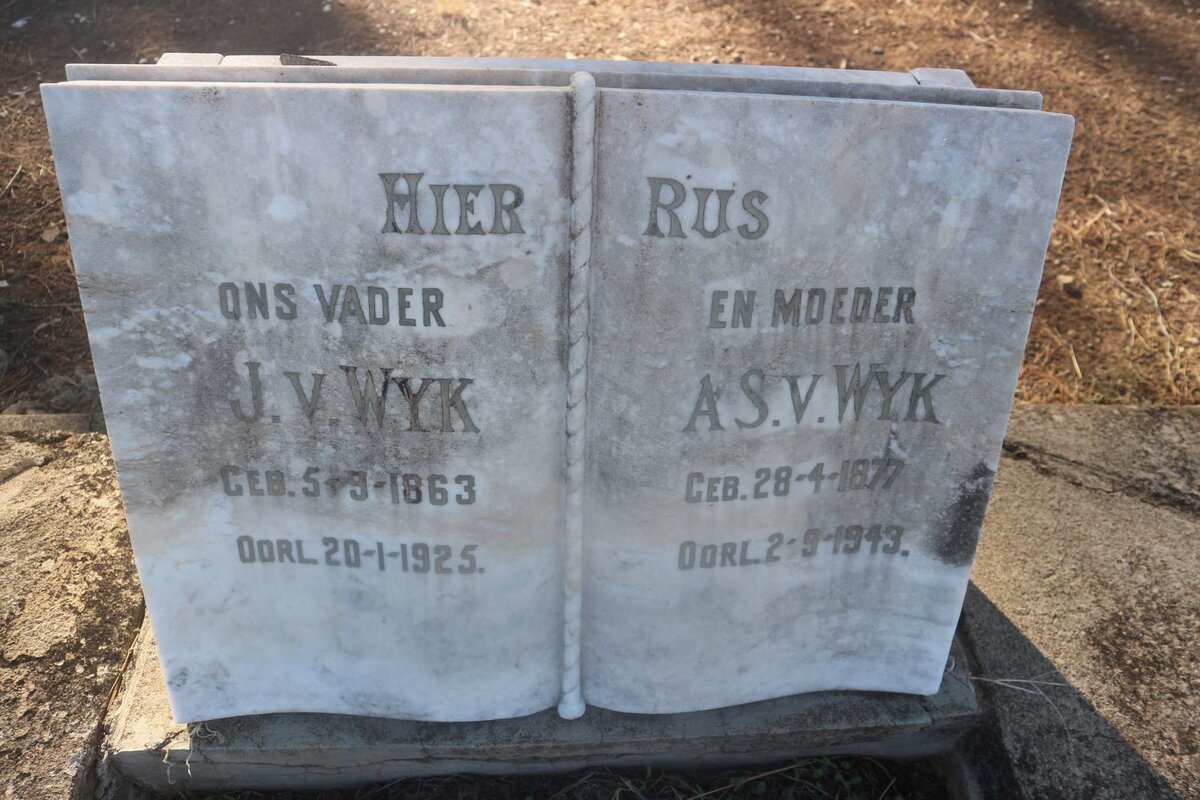 HIER RUS
ONS VADER
J. V. WYK
GEB. 5-9-1863
OORL. 20-1-1925.
EN MOEDER
A S. V. WYK
GEB. 28-4-1877
OORL. 2-9-1943.